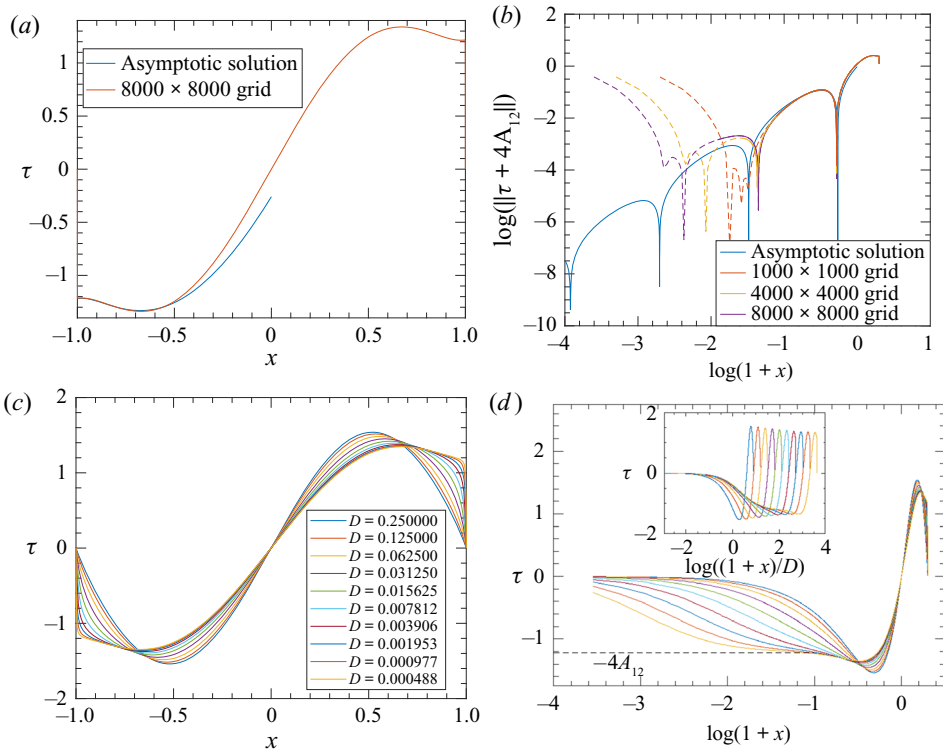 (a)
1
0
−1
τ
−1.0
−0.5
0
0.5
1.0
x
Asymptotic solution
8000 × 8000 grid
(b)
0
−2
−4
−6
−8
−10
log(||τ + 4A12||)
−4
−3
−2
−1
0
1
log(1 + x)
Asymptotic solution
1000 × 1000 grid
4000 × 4000 grid
8000 × 8000 grid
(c)
2
1
0
−1
−2
τ
−1.0
−0.5
0
0.5
1.0
x
D = 0.250000
D = 0.125000
D = 0.062500
D = 0.031250
D = 0.015625
D = 0.007812
D = 0.003906
D = 0.001953
D = 0.000977
D = 0.000488
(d)
2
1
0
−1
τ
−4
−3
−2
−1
0
log(1 + x)
−4A12
2
0
−2
τ
−2
0
2
4
log((1 + x)/D)